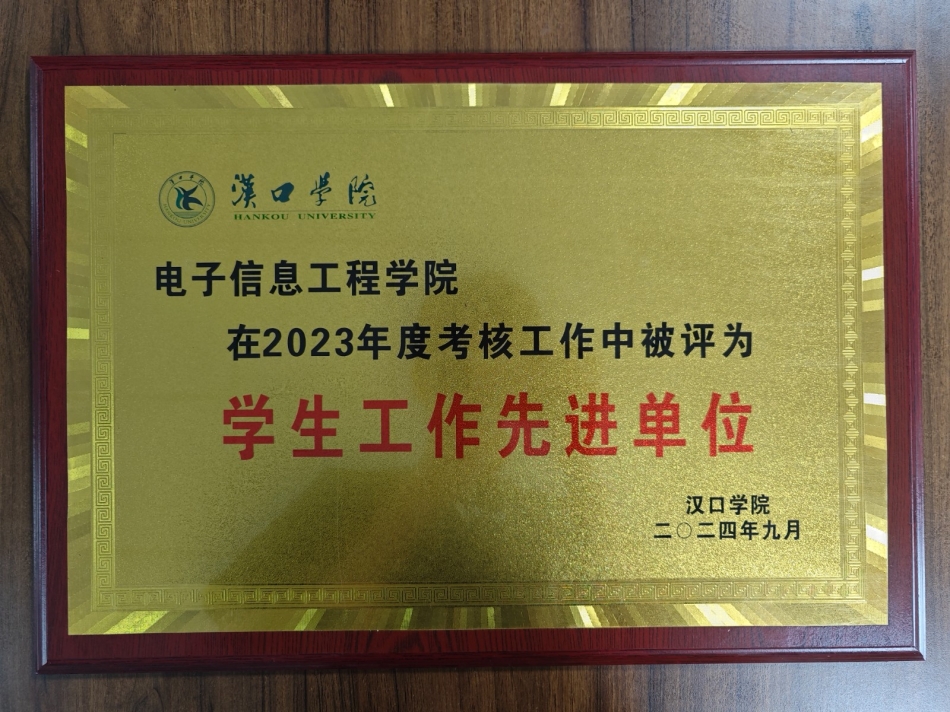 漢口學院
HANKOU UNIVERSITY
电子信息工程学院
在2023年度考核工作中被评为
学生工作先进单位
汉口学院
二〇二四年九月